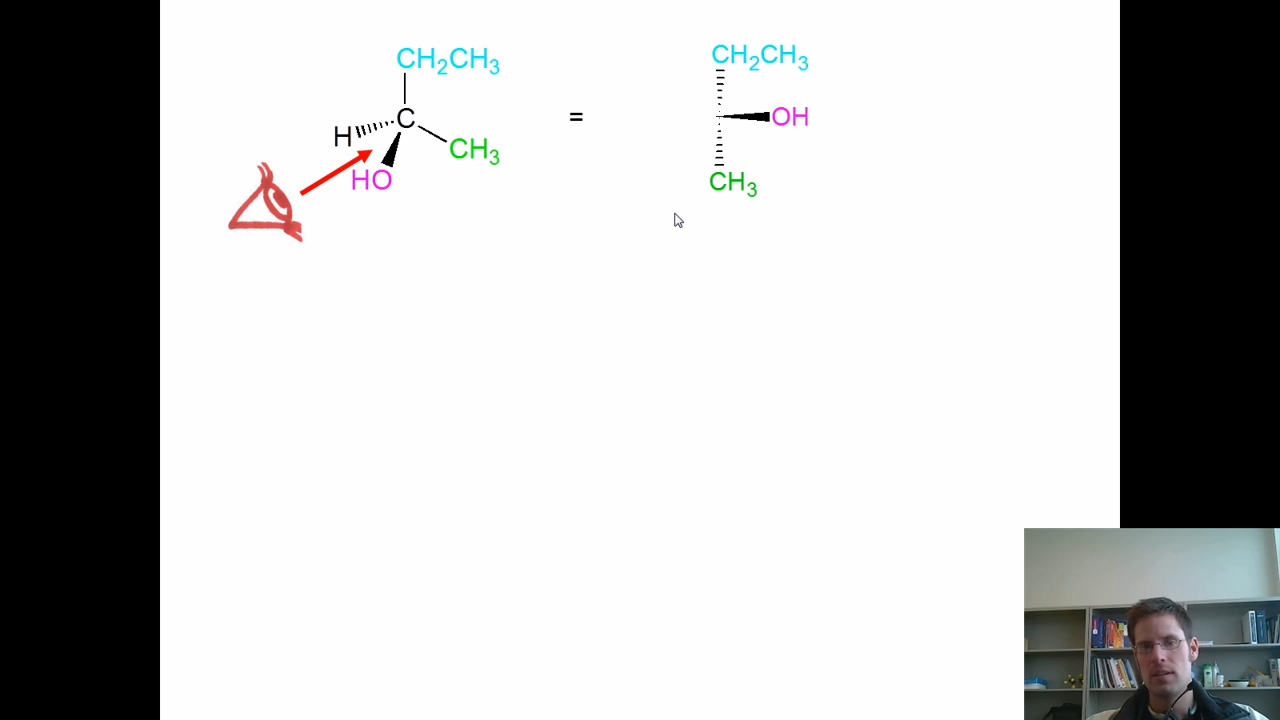 CH₂CH₃
H C CH₃
HO
=
CH₂CH₃
OH
CH₃